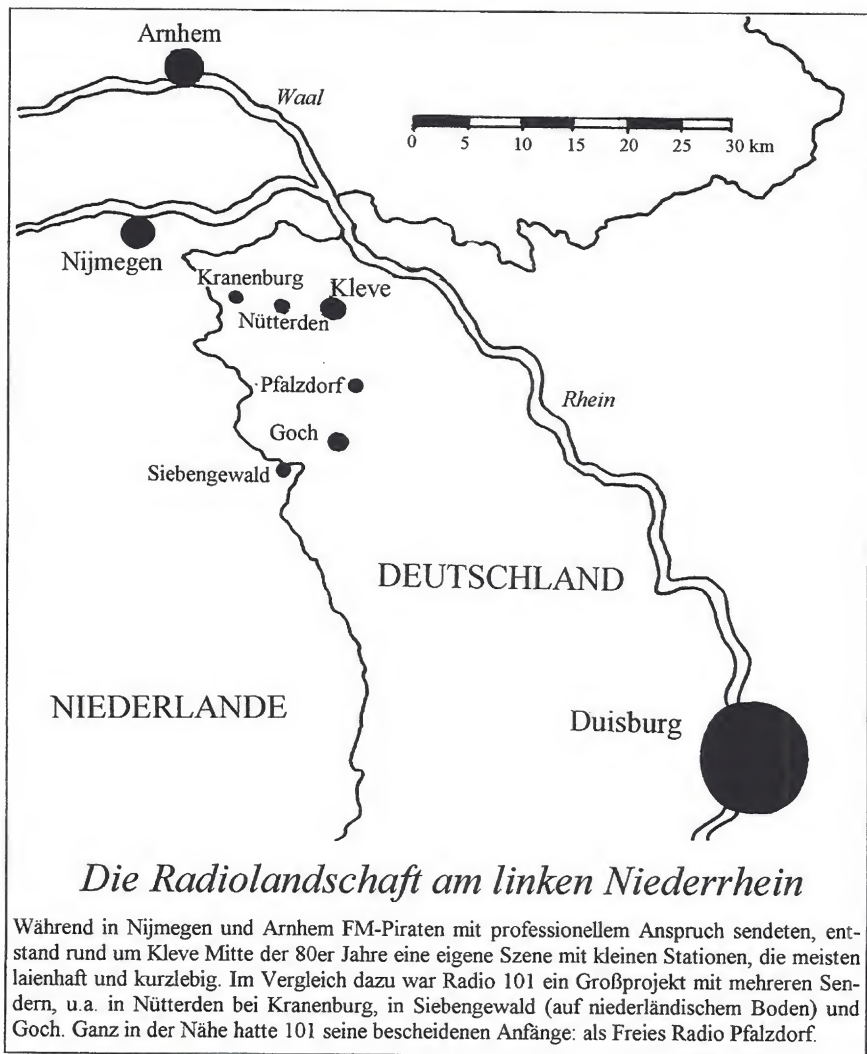 Arnhem
Waal
0 5 10 15 20 25 30 km
Nijmegen
Kranenburg
Kleve
Nütterden
Pfalzdorf
Rhein
Goch
Siebengewald
DEUTSCHLAND
NIEDERLANDE
Duisburg
Die Radiolandschaft am linken Niederrhein
Während in Nijmegen und Arnhem FM-Piraten mit professionellem Anspruch sendeten, ent-
stand rund um Kleve Mitte der 80er Jahre eine eigene Szene mit kleinen Stationen, die meisten
laienhaft und kurzlebig. Im Vergleich dazu war Radio 101 ein Großprojekt mit mehreren Sen-
dern, u.a. in Nütterden bei Kranenburg, in Siebengewald (auf niederländischem Boden) und
Goch. Ganz in der Nähe hatte 101 seine bescheidenen Anfänge: als Freies Radio Pfalzdorf.